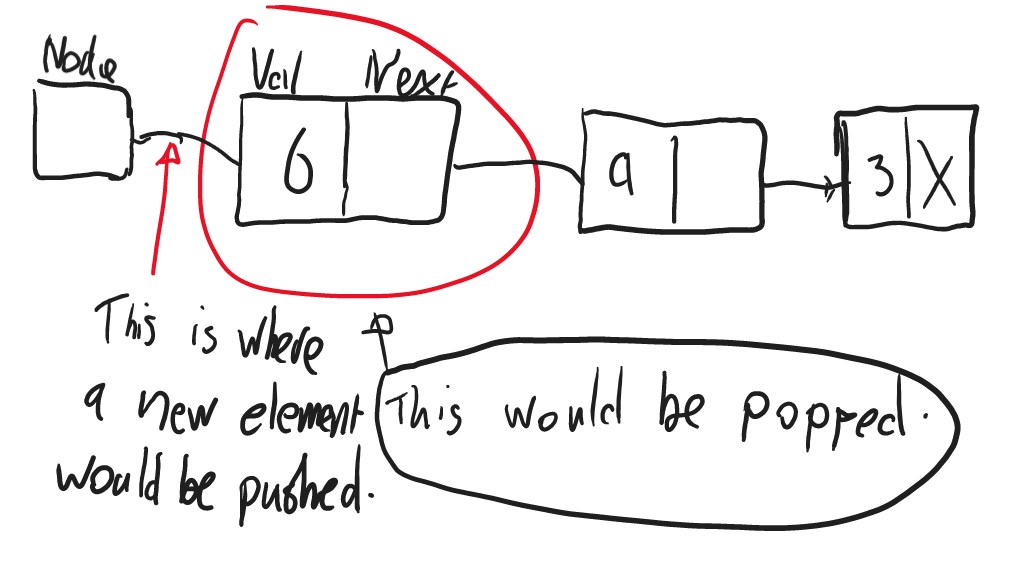 Node
Val Next
6
9
3 X
This is where
a new element
would be pushed.
This would be popped.